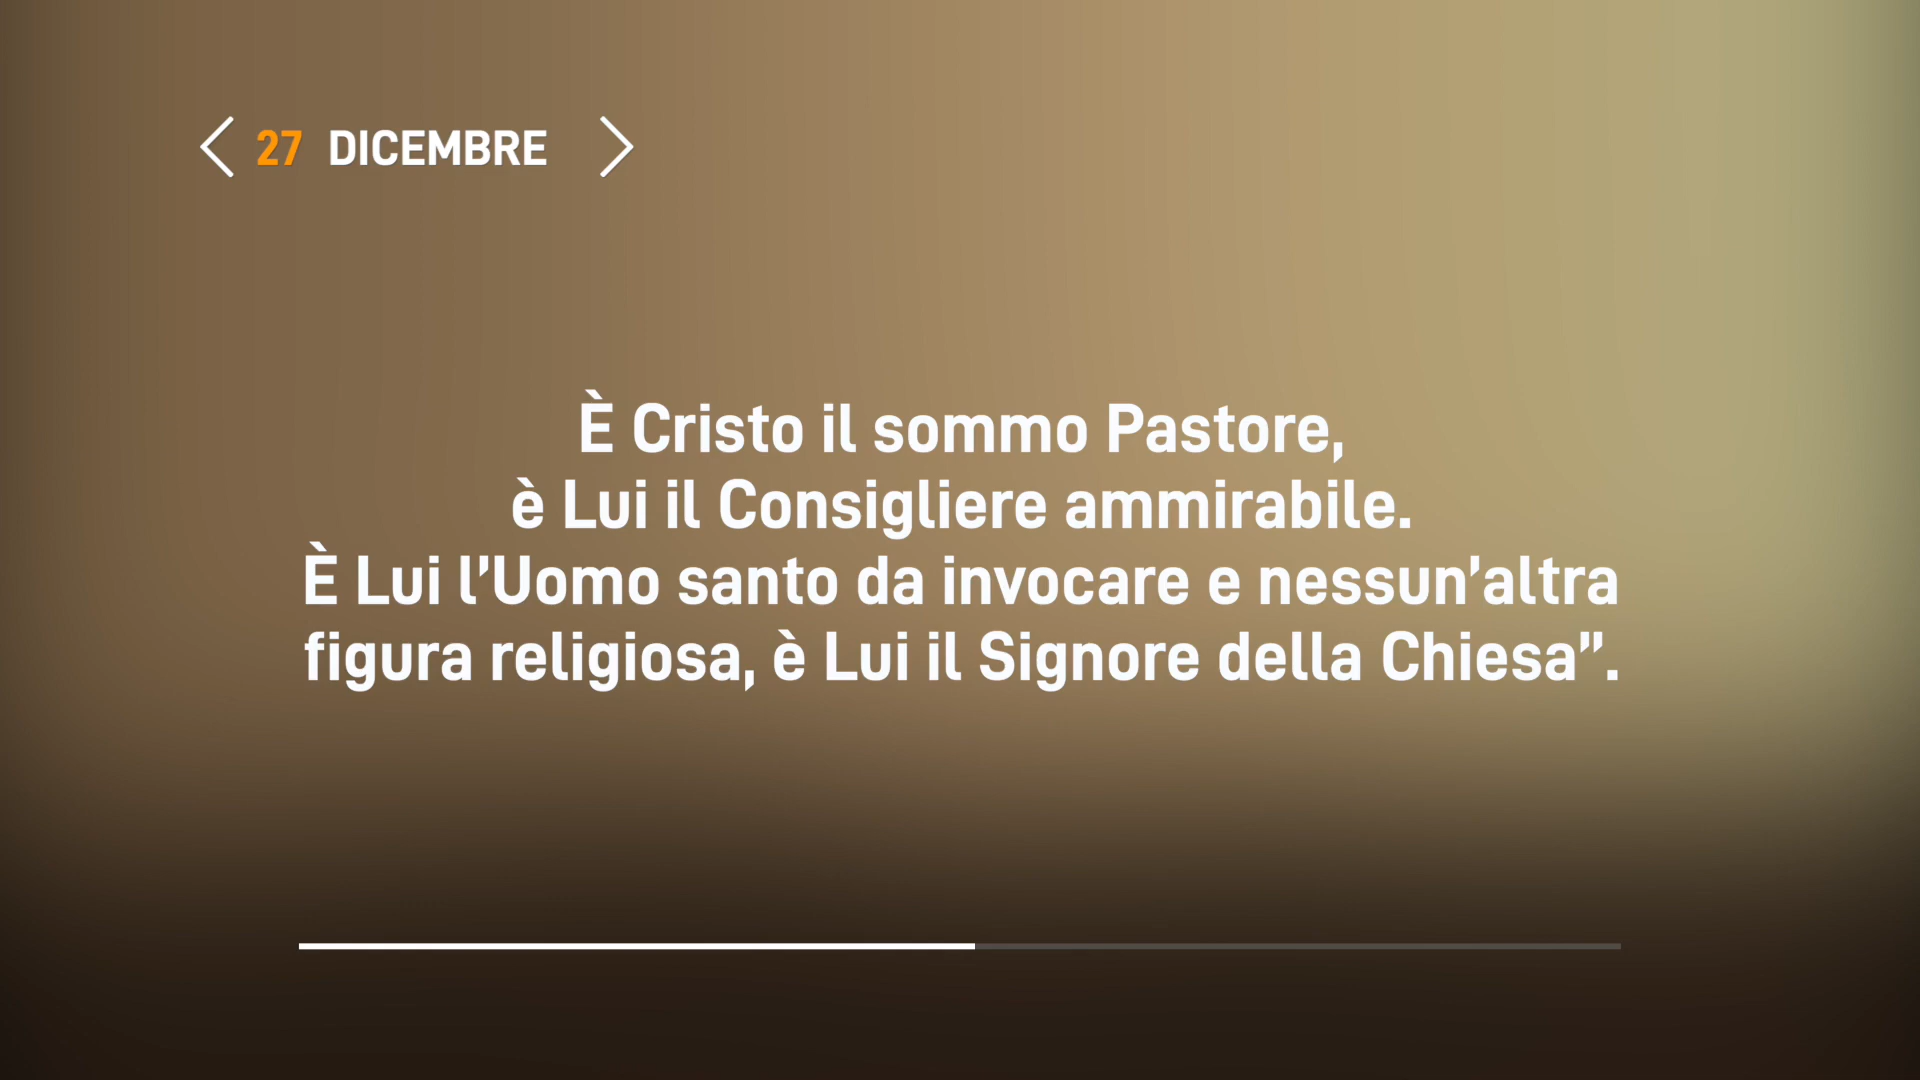 27 DICEMBRE
È Cristo il sommo Pastore,
è Lui il Consigliere ammirabile.
È Lui l’Uomo santo da invocare e nessun’altra
figura religiosa, è Lui il Signore della Chiesa”.